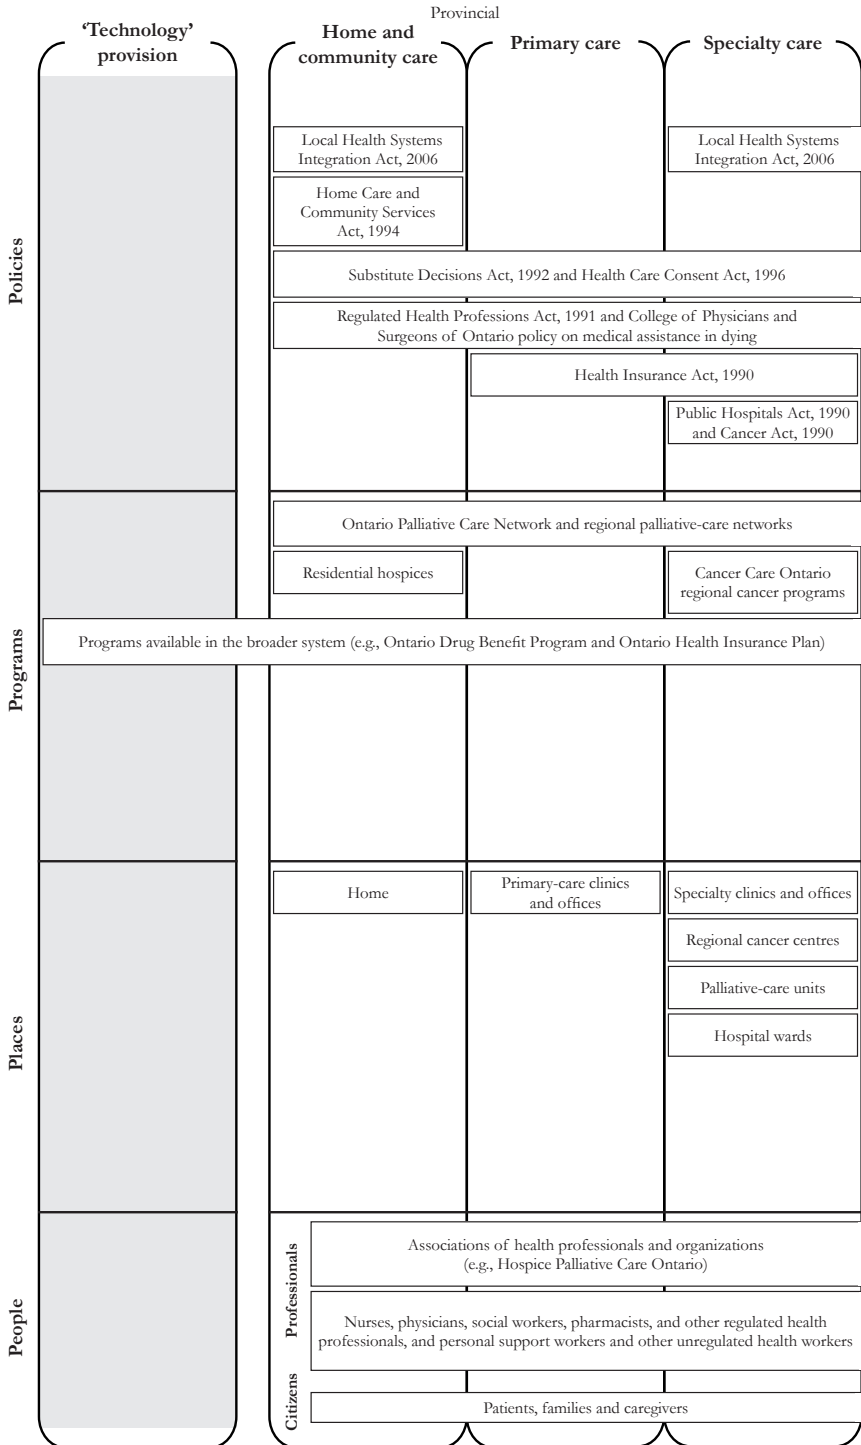 Provincial
‘Technology’
provision
Home and
community care
Primary care
Specialty care
Policies
Local Health Systems
Integration Act, 2006
Local Health Systems
Integration Act, 2006
Home Care and
Community Services
Act, 1994
Substitute Decisions Act, 1992 and Health Care Consent Act, 1996
Regulated Health Professions Act, 1991 and College of Physicians and
Surgeons of Ontario policy on medical assistance in dying
Health Insurance Act, 1990
Public Hospitals Act, 1990
and Cancer Act, 1990
Programs
Ontario Palliative Care Network and regional palliative-care networks
Residential hospices
Cancer Care Ontario
regional cancer programs
Programs available in the broader system (e.g., Ontario Drug Benefit Program and Ontario Health Insurance Plan)
Places
Home
Primary-care clinics
and offices
Specialty clinics and offices
Regional cancer centres
Palliative-care units
Hospital wards
People
Professionals
Associations of health professionals and organizations
(e.g., Hospice Palliative Care Ontario)
Nurses, physicians, social workers, pharmacists, and other regulated health
professionals, and personal support workers and other unregulated health workers
Citizens
Patients, families and caregivers